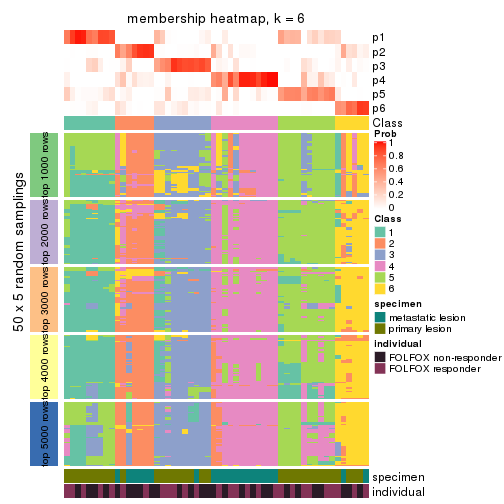 membership heatmap, k = 6
p1
p2
p3
p4
p5
p6
Class
Prob
1
0.8
0.6
0.4
0.2
0
Class
1
2
3
4
5
6
specimen
metastatic lesion
primary lesion
individual
FOLFOX non-responder
FOLFOX responder
50 x 5 random samplings
top 1000 rows
top 2000 rows
top 3000 rows
top 4000 rows
top 5000 rows
specimen
individual